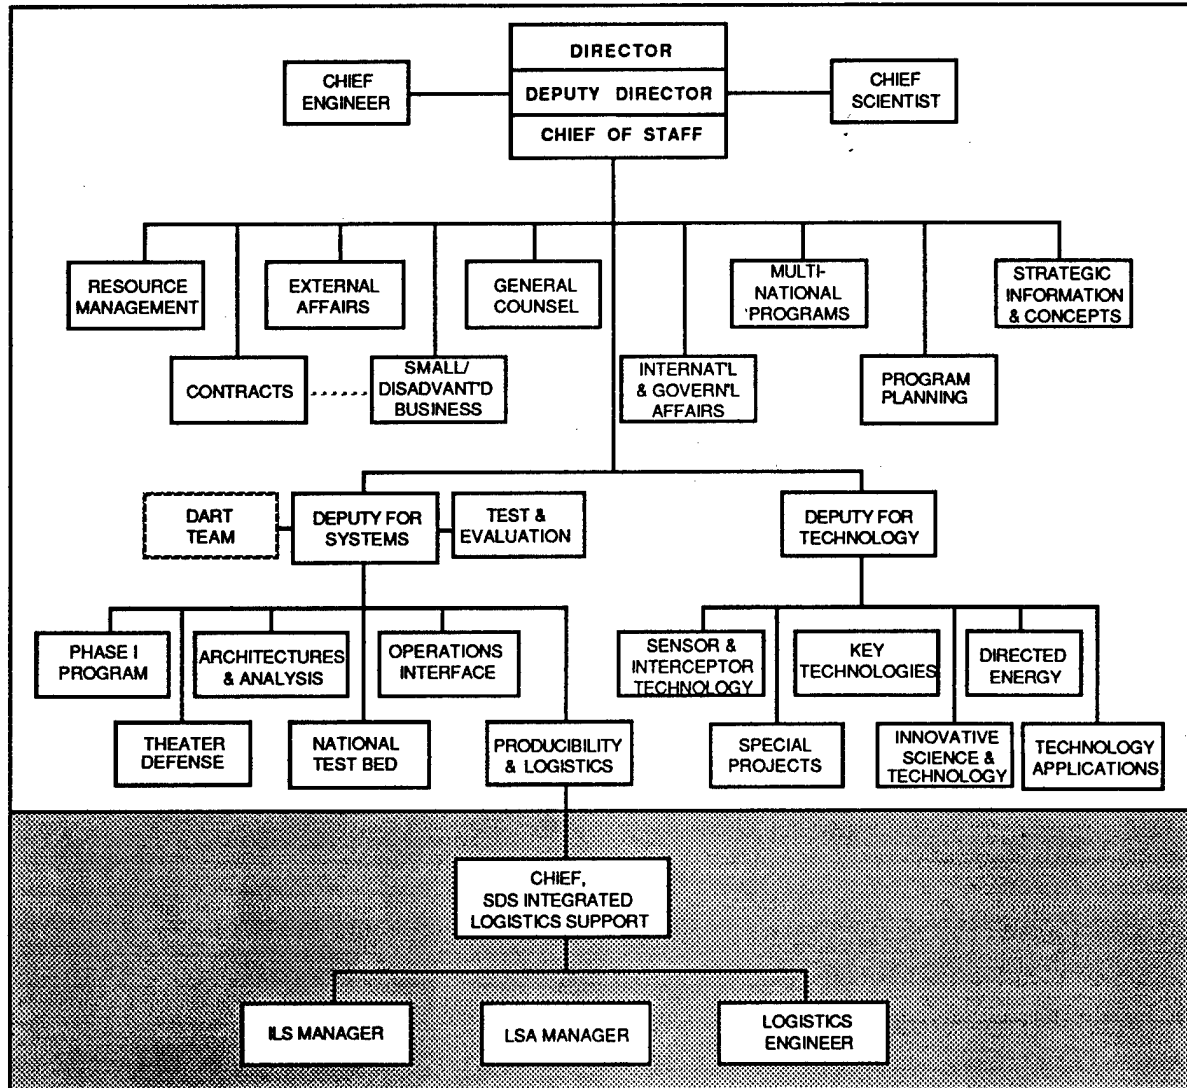 DIRECTOR
CHIEF
ENGINEER
DEPUTY DIRECTOR
CHIEF
SCIENTIST
CHIEF OF STAFF
RESOURCE
MANAGEMENT
EXTERNAL
AFFAIRS
GENERAL
COUNSEL
MULTI-
NATIONAL
PROGRAMS
STRATEGIC
INFORMATION
& CONCEPTS
CONTRACTS
SMALL/
DISADVANT'D
BUSINESS
INTERNAT'L
& GOVERN'L
AFFAIRS
PROGRAM
PLANNING
DART
TEAM
DEPUTY FOR
SYSTEMS
TEST &
EVALUATION
DEPUTY FOR
TECHNOLOGY
PHASE I
PROGRAM
ARCHITECTURES
& ANALYSIS
OPERATIONS
INTERFACE
SENSOR &
INTERCEPTOR
TECHNOLOGY
KEY
TECHNOLOGIES
DIRECTED
ENERGY
THEATER
DEFENSE
NATIONAL
TEST BED
PRODUCIBILITY
& LOGISTICS
SPECIAL
PROJECTS
INNOVATIVE
SCIENCE &
TECHNOLOGY
TECHNOLOGY
APPLICATIONS
CHIEF,
SDS INTEGRATED
LOGISTICS SUPPORT
ILS MANAGER
LSA MANAGER
LOGISTICS
ENGINEER